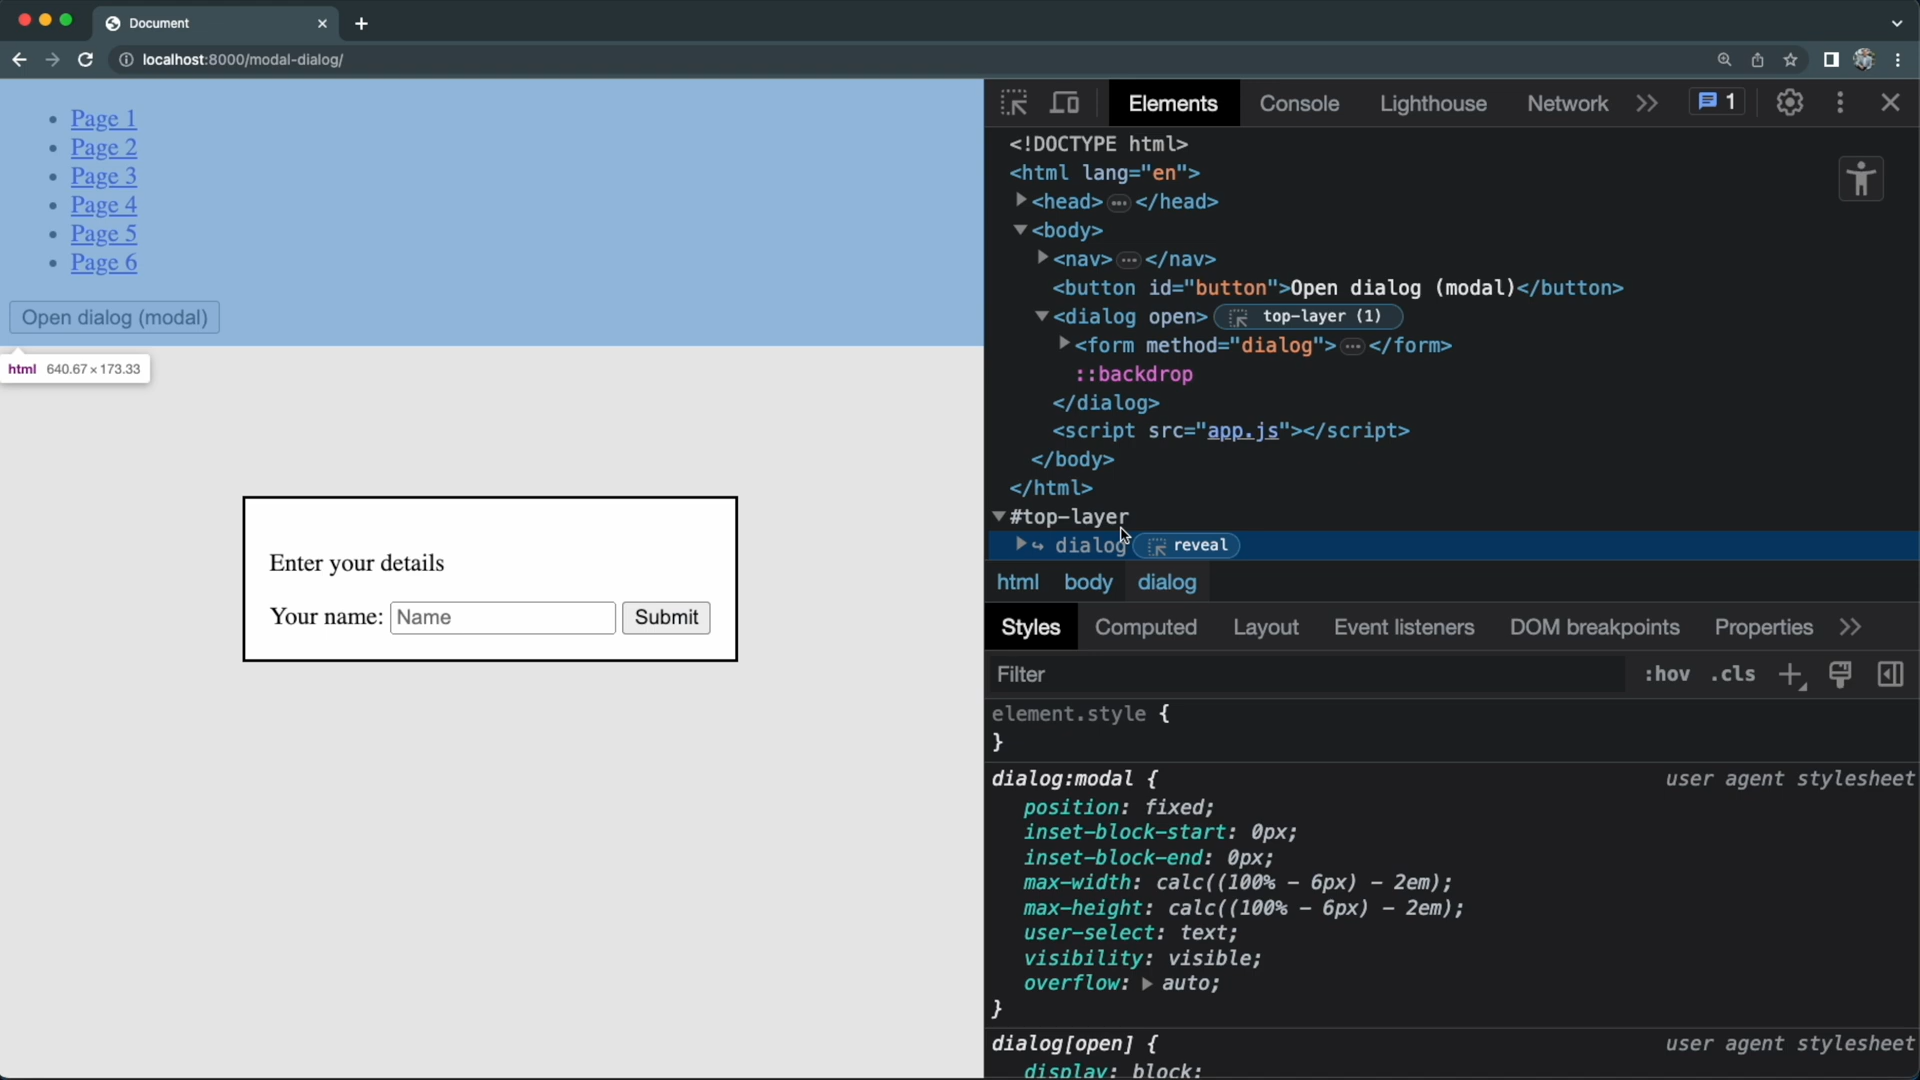 Document
localhost:8000/modal-dialog/
Page 1
Page 2
Page 3
Page 4
Page 5
Page 6
Open dialog (modal)
html 640.67 × 173.33
Enter your details
Your name: Name Submit
Elements Console Lighthouse Network 1
<!DOCTYPE html>
<html lang="en">
<head> … </head>
<body>
<nav> … </nav>
<button id="button">Open dialog (modal)</button>
<dialog open> top-layer (1)
<form method="dialog"> … </form>
::backdrop
</dialog>
<script src="app.js"></script>
</body>
</html>
#top-layer
dialog reveal
html body dialog
Styles Computed Layout Event listeners DOM breakpoints Properties
Filter :hov .cls
element.style {
}
dialog:modal { user agent stylesheet
position: fixed;
inset-block-start: 0px;
inset-block-end: 0px;
max-width: calc((100% - 6px) - 2em);
max-height: calc((100% - 6px) - 2em);
user-select: text;
visibility: visible;
overflow: auto;
}
dialog[open] { user agent stylesheet
display: block;